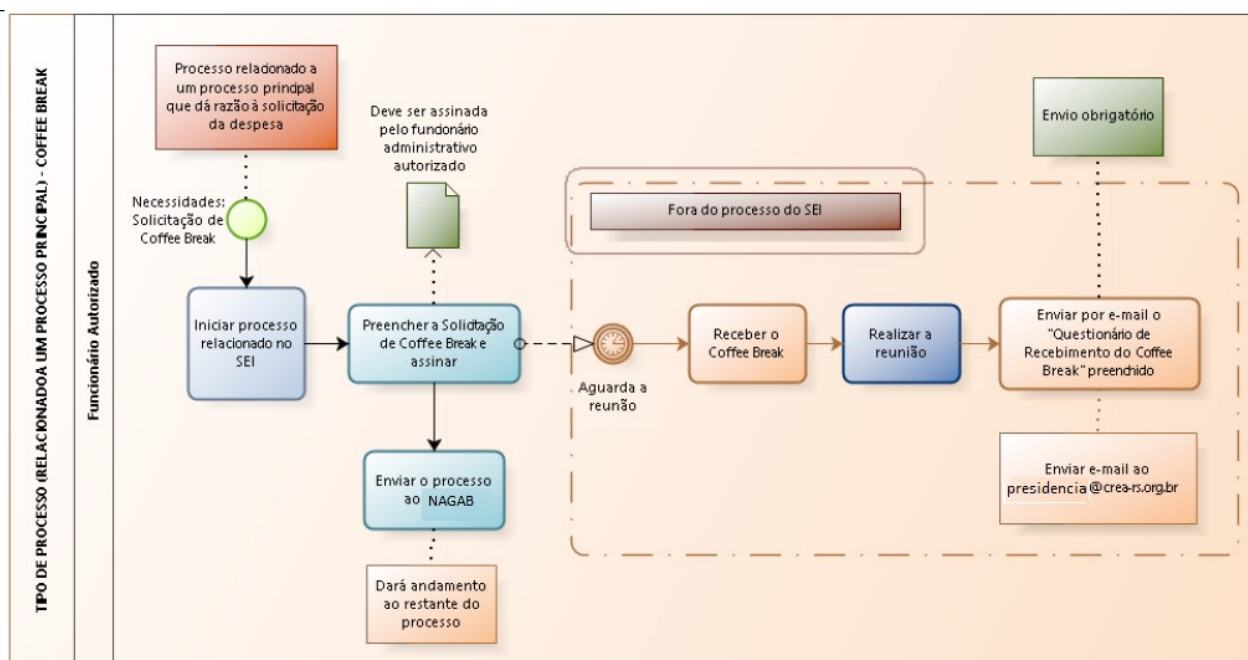 TIPO DE PROCESSO (RELACIONADO A UM PROCESSO PRINCIPAL) - COFFEE BREAK
Funcionário Autorizado
Processo relacionado a
um processo principal
que dá razão à solicitação
da despesa
Necessidades:
Solicitação de
Coffee Break
Iniciar processo
relacionado no
SEI
Deve ser assinada
pelo funcionário
administrativo
autorizado
Preencher a Solicitação
de Coffee Break e
assinar
Enviar o processo
ao NAGAB
Dará andamento
ao restante do
processo
Fora do processo do SEI
Aguarda a
reunião
Receber o
Coffee Break
Realizar a
reunião
Envio obrigatório
Enviar por e-mail o
"Questionário de
Recebimento do Coffee
Break" preenchido
Enviar e-mail ao
presidencia@crea-rs.org.br